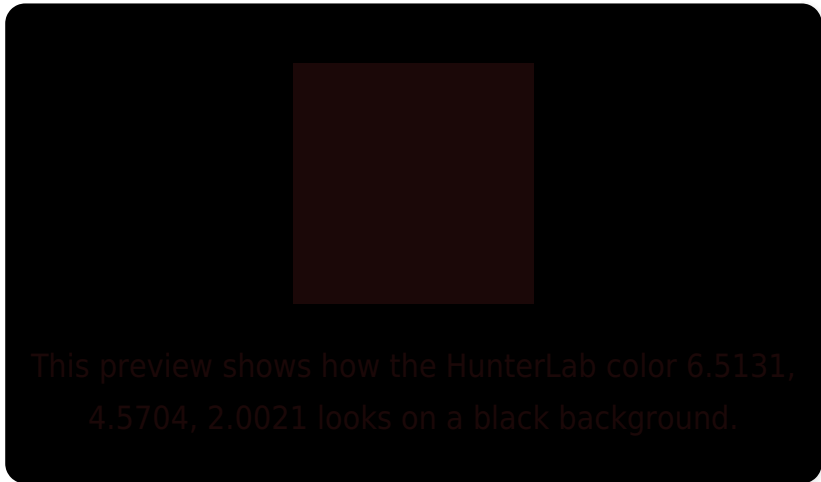 This preview shows how the HunterLab color 6.5131,
4.5704, 2.0021 looks on a black background.